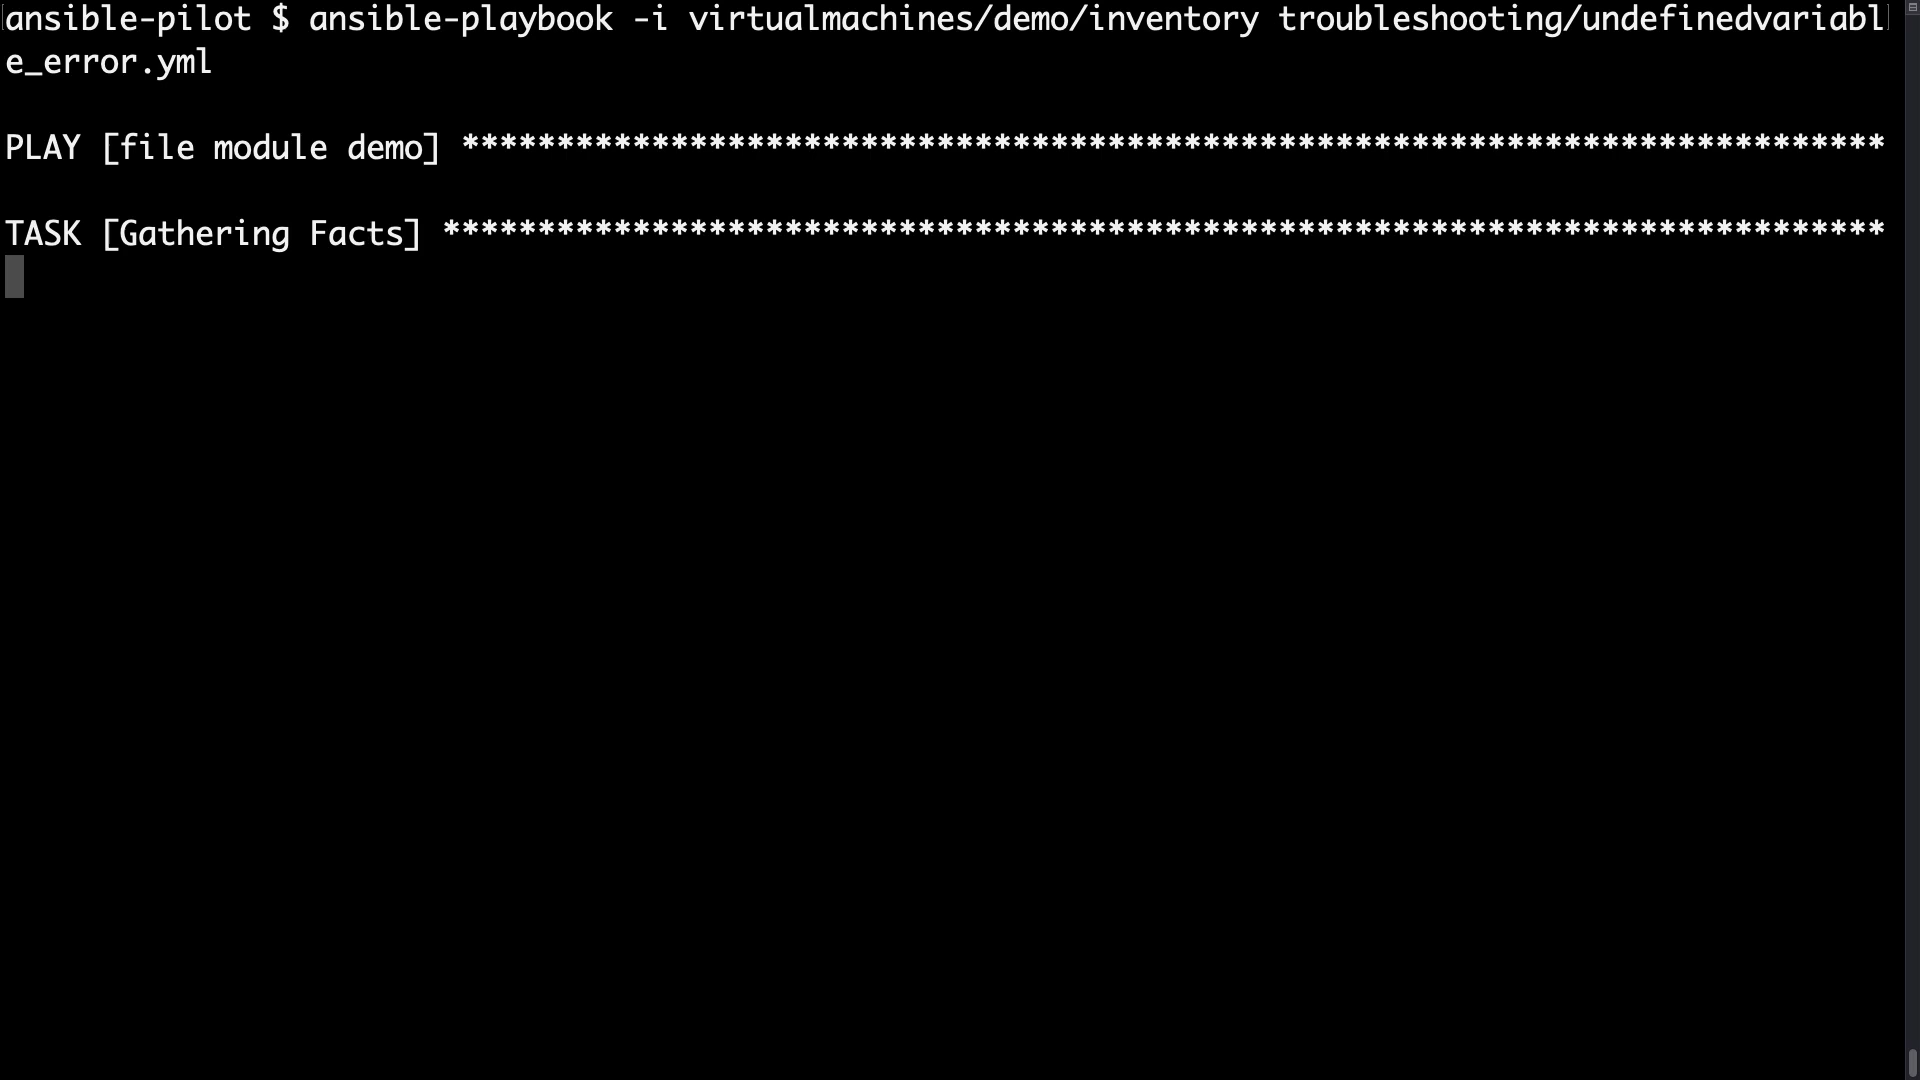 ansible-pilot $ ansible-playbook -i virtualmachines/demo/inventory troubleshooting/undefinedvariabl
e_error.yml
PLAY [file module demo] ***************************************************************************
TASK [Gathering Facts] ****************************************************************************